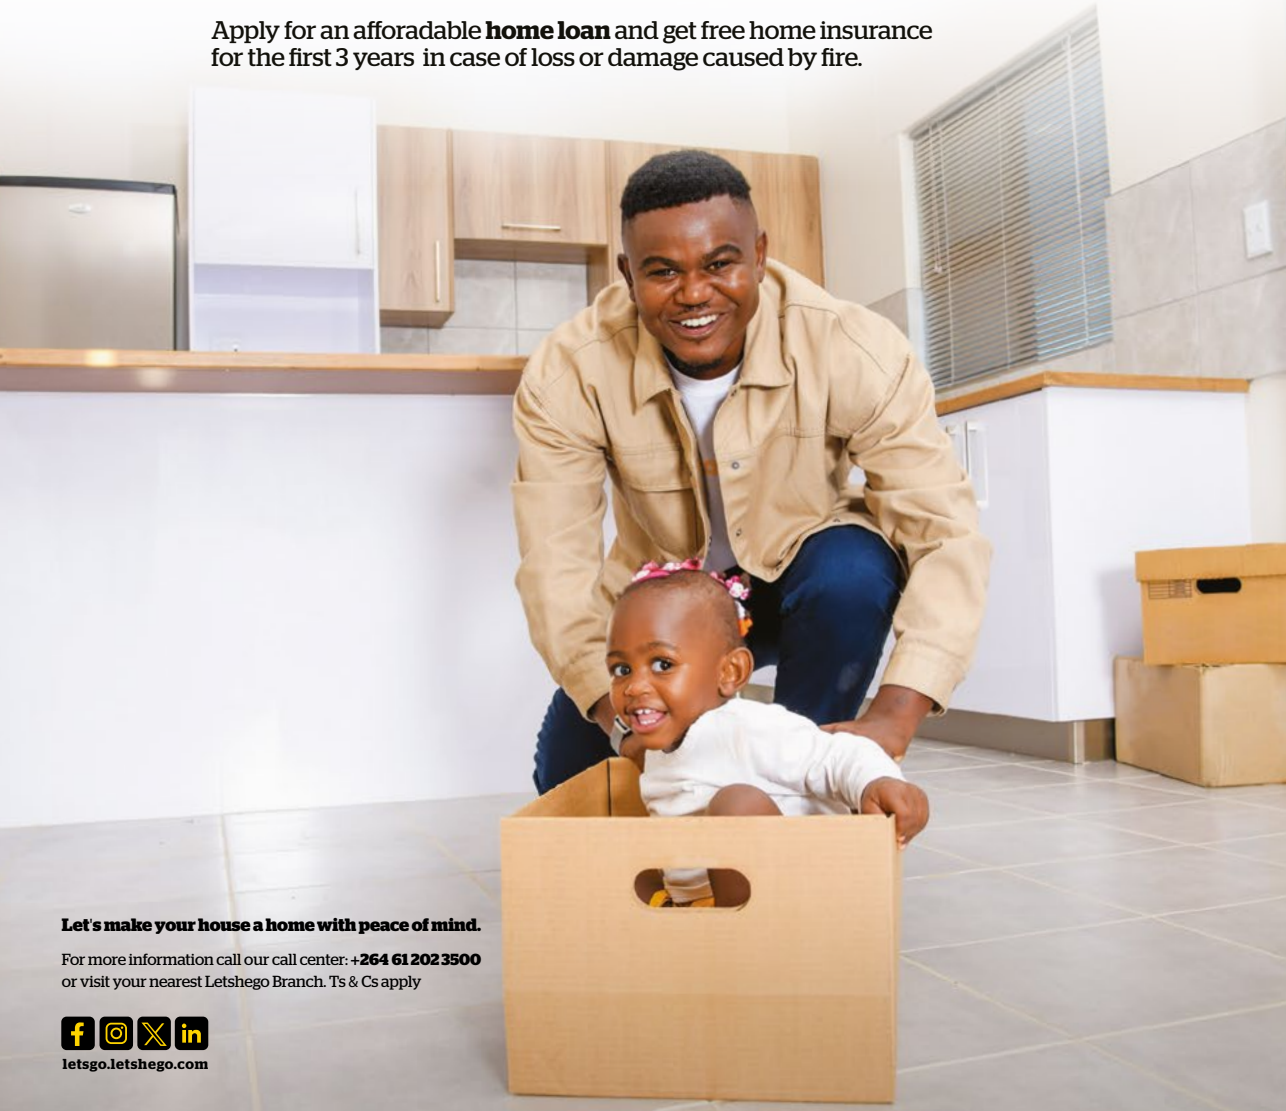 Apply for an afforadable home loan and get free home insurance
for the first 3 years in case of loss or damage caused by fire.
Let's make your house a home with peace of mind.
For more information call our call center: +264 61 202 3500
or visit your nearest Letshego Branch. Ts & Cs apply
letsgo.letshego.com